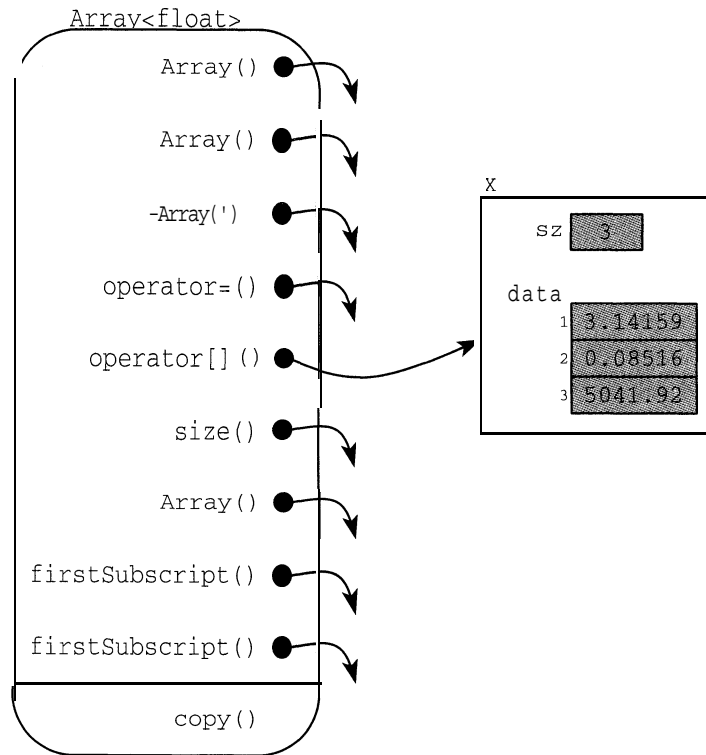 Array<float>
Array()
Array()
-Array(')
operator=()
operator[] ()
size()
Array()
firstSubscript()
firstSubscript()
copy()
X
sz 3
data
1 3.14159
2 0.08516
3 5041.92